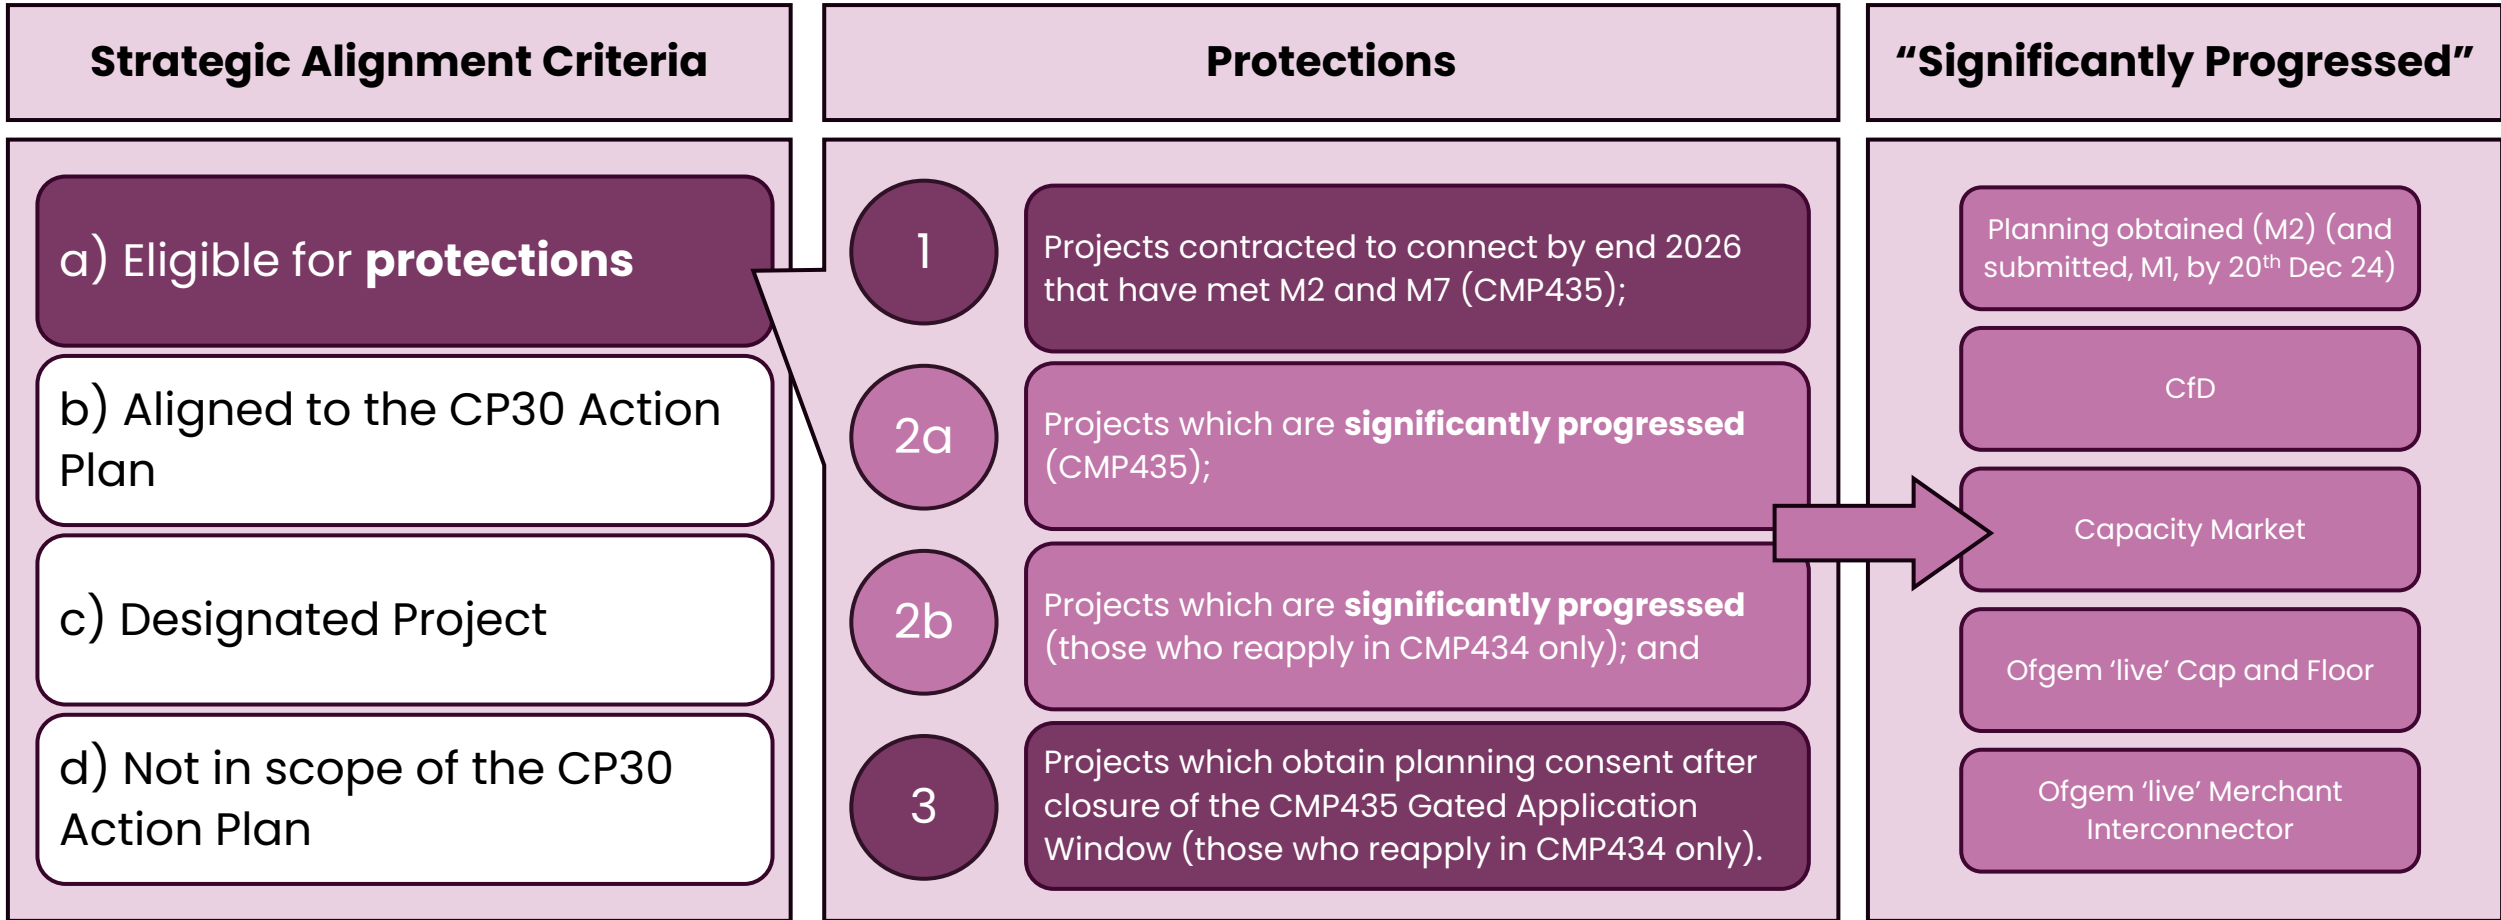 Strategic Alignment Criteria
a) Eligible for protections
b) Aligned to the CP30 Action
Plan
c) Designated Project
d) Not in scope of the CP30
Action Plan
Protections
1
Projects contracted to connect by end 2026
that have met M2 and M7 (CMP435);
2a
Projects which are significantly progressed
(CMP435);
2b
Projects which are significantly progressed
(those who reapply in CMP434 only); and
3
Projects which obtain planning consent after
closure of the CMP435 Gated Application
Window (those who reapply in CMP434 only).
“Significantly Progressed”
Planning obtained (M2) (and
submitted, M1, by 20th Dec 24)
CfD
Capacity Market
Ofgem ‘live’ Cap and Floor
Ofgem ‘live’ Merchant
Interconnector